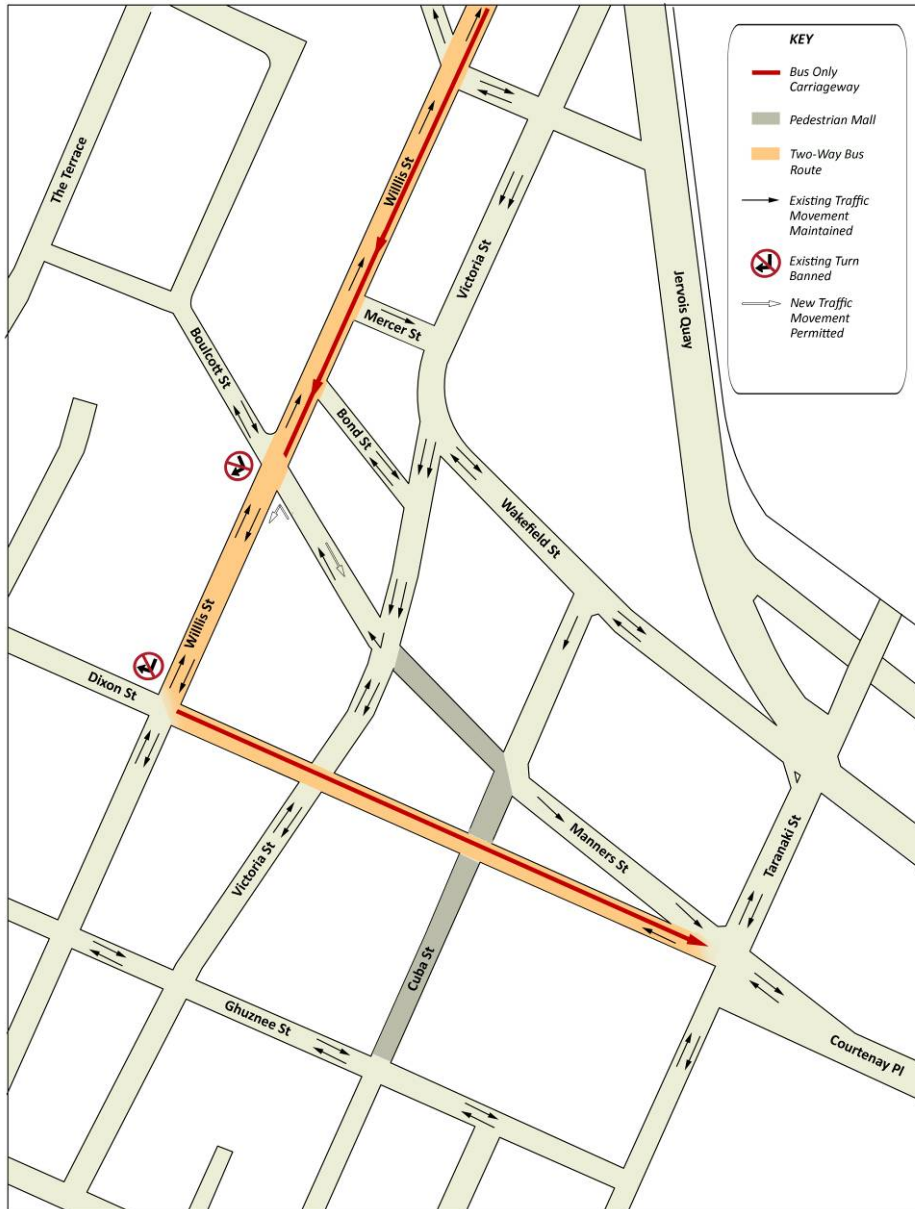 KEY
Bus Only
Carriageway
Pedestrian Mall
Two-Way Bus
Route
Existing Traffic
Movement
Maintained
Existing Turn
Banned
New Traffic
Movement
Permitted
The Terrace
Willlis St
Victoria St
Jervois Quay
Mercer St
Boulcott St
Bond St
Wakefield St
Willlis St
Dixon St
Manners St
Taranaki St
Victoria St
Cuba St
Ghuznee St
Courtenay Pl